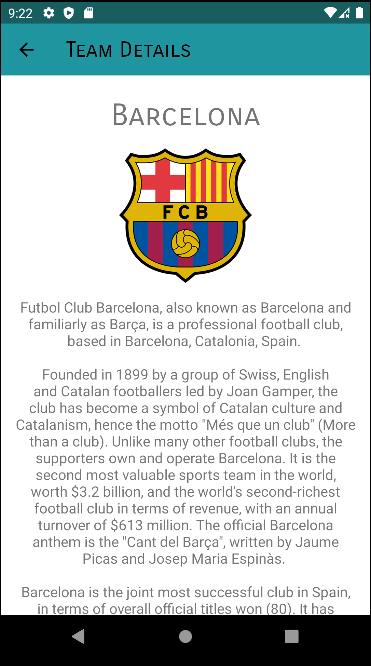 9:22
Team Details
Barcelona
FCB
Futbol Club Barcelona, also known as Barcelona and
familiarly as Barça, is a professional football club,
based in Barcelona, Catalonia, Spain.
Founded in 1899 by a group of Swiss, English
and Catalan footballers led by Joan Gamper, the
club has become a symbol of Catalan culture and
Catalanism, hence the motto "Més que un club" (More
than a club). Unlike many other football clubs, the
supporters own and operate Barcelona. It is the
second most valuable sports team in the world,
worth $3.2 billion, and the world's second-richest
football club in terms of revenue, with an annual
turnover of $613 million. The official Barcelona
anthem is the "Cant del Barça", written by Jaume
Picas and Josep Maria Espinàs.
Barcelona is the joint most successful club in Spain,
in terms of overall official titles won (80). It has